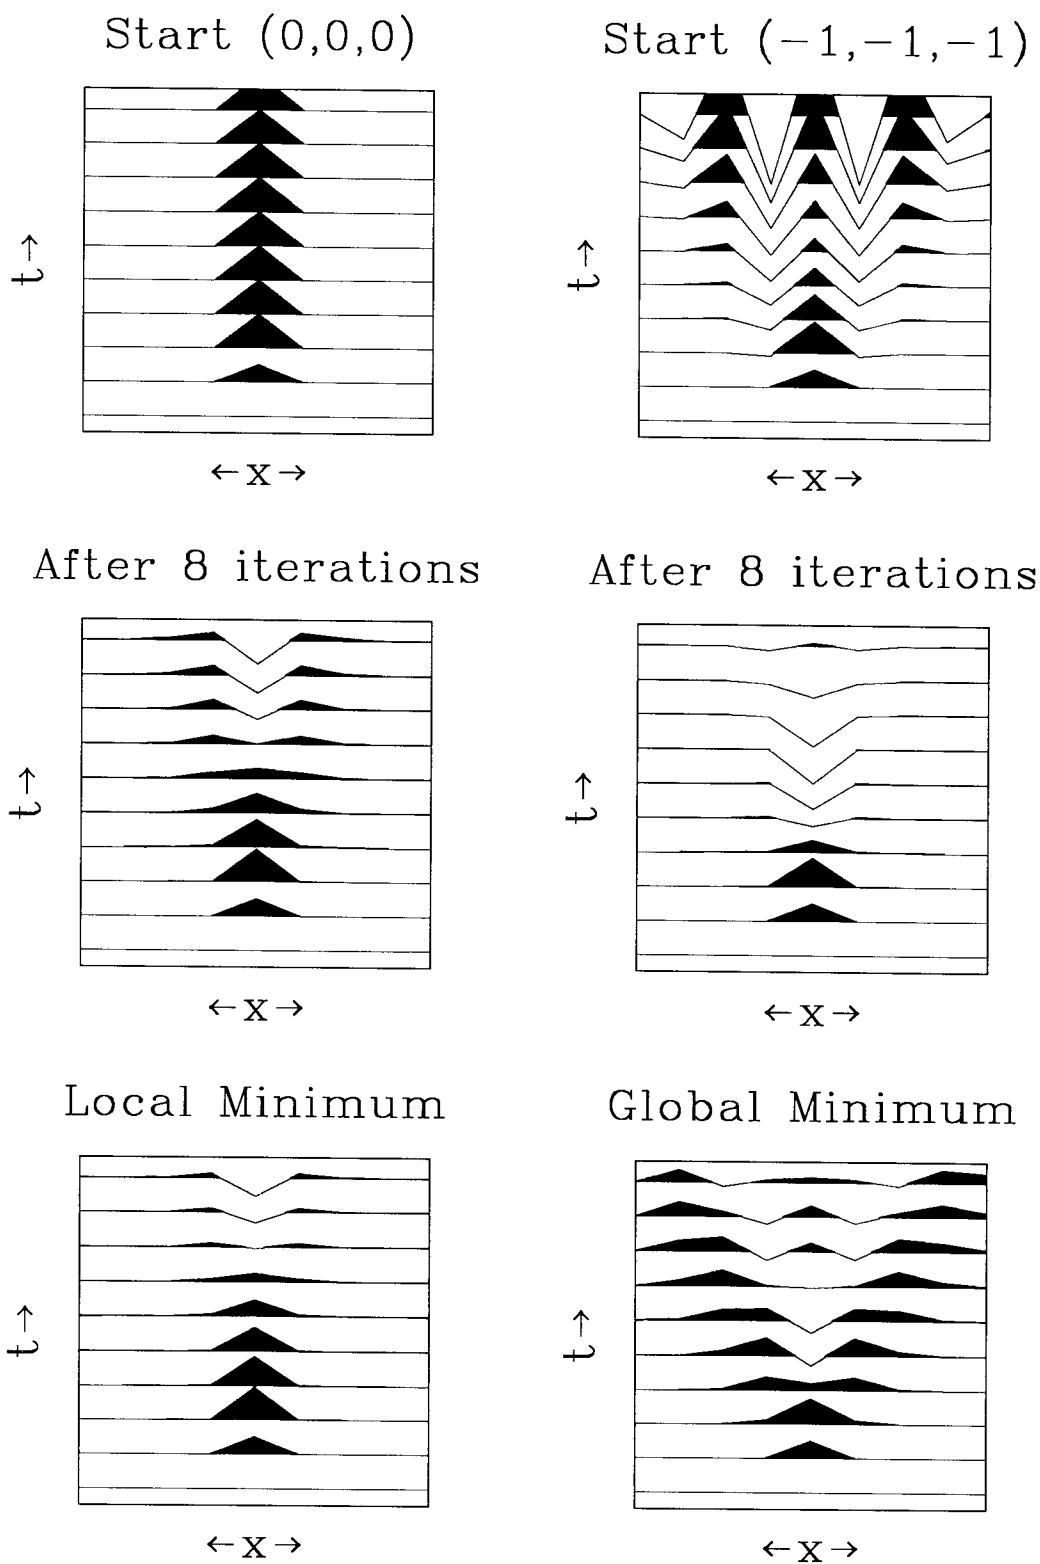 Start (0,0,0)
Start (−1,−1,−1)
t→
t→
←x→
←x→
After 8 iterations
After 8 iterations
t→
t→
←x→
←x→
Local Minimum
Global Minimum
t→
t→
←x→
←x→